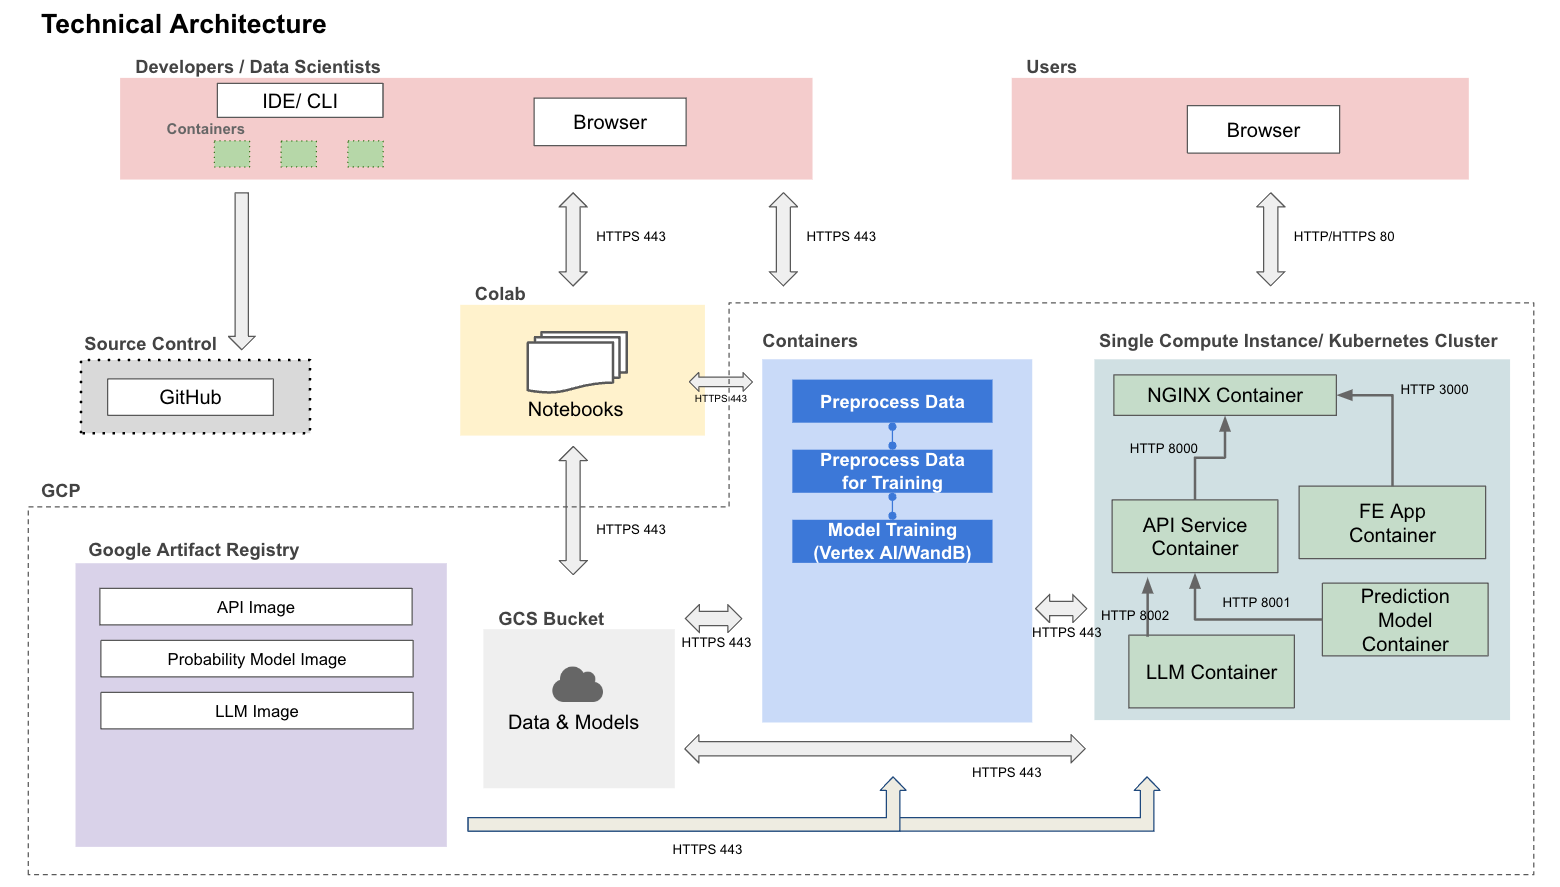 Technical Architecture
Developers / Data Scientists
IDE/ CLI
Containers
Browser
Users
Browser
HTTPS 443
HTTPS 443
HTTP/HTTPS 80
Source Control
GitHub
Colab
Notebooks
HTTPS 443
HTTPS 443
GCP
Google Artifact Registry
API Image
Probability Model Image
LLM Image
GCS Bucket
Data & Models
HTTPS 443
Containers
Preprocess Data
Preprocess Data
for Training
Model Training
(Vertex AI/WandB)
HTTPS 443
Single Compute Instance/ Kubernetes Cluster
NGINX Container
HTTP 3000
HTTP 8000
API Service
Container
FE App
Container
HTTP 8002
HTTP 8001
Prediction
Model
Container
LLM Container
HTTPS 443
HTTPS 443